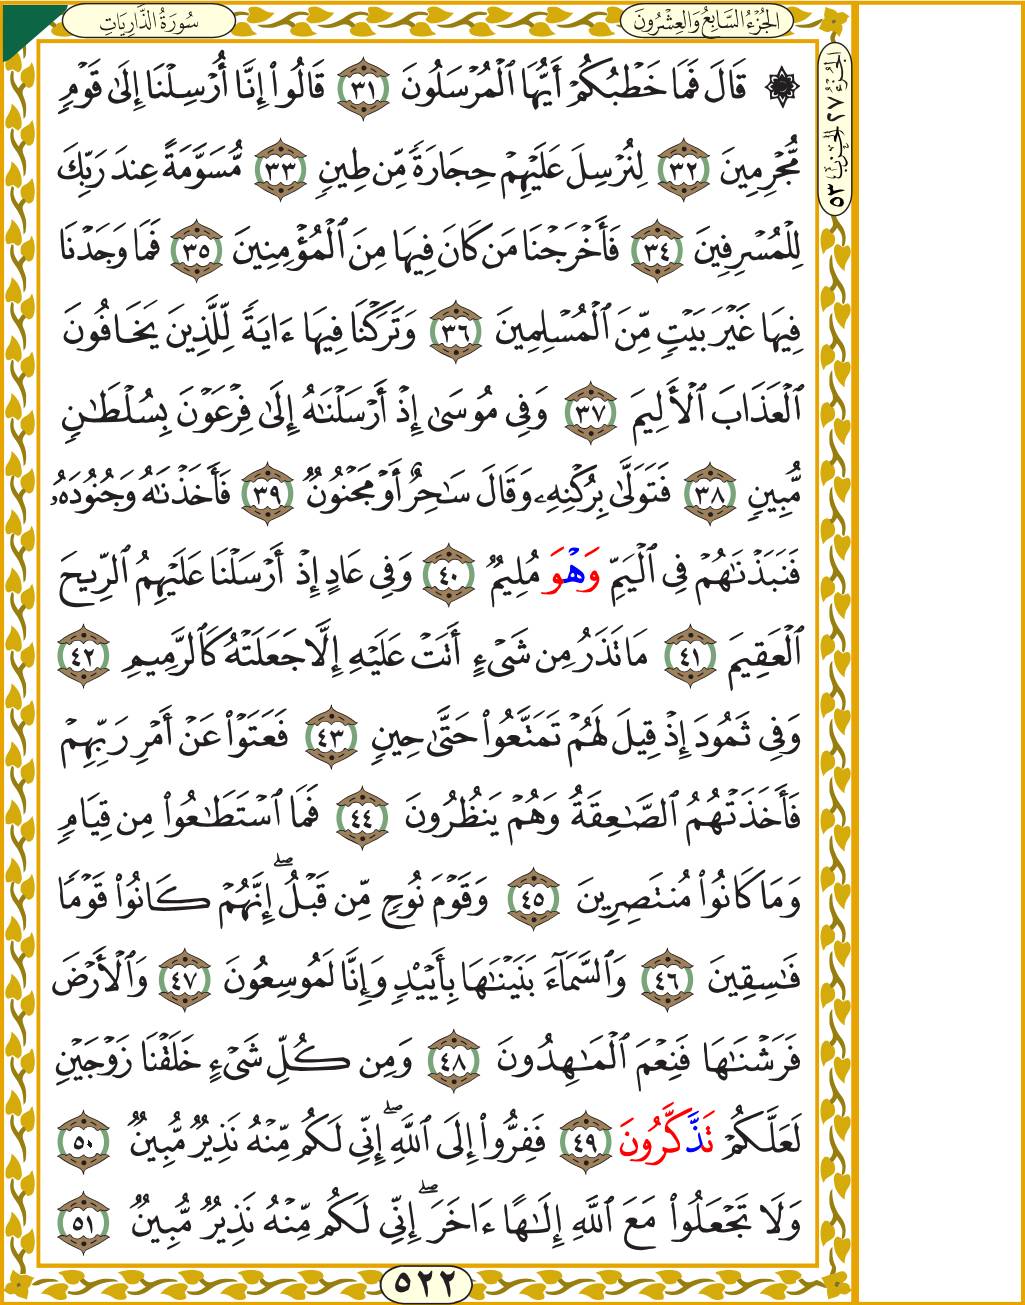 سُورَةُ الذَّارِيَاتِ
الجُزْءُ السَّابِعُ وَالعِشْرُونَ
الجُزْءُ ٢٧ الحِزْبُ ٥٣
۞ قَالَ فَمَا خَطْبُكُمْ أَيُّهَا ٱلْمُرْسَلُونَ ٣١ قَالُوٓا۟ إِنَّآ أُرْسِلْنَآ إِلَىٰ قَوْمٍ
مُّجْرِمِينَ ٣٢ لِنُرْسِلَ عَلَيْهِمْ حِجَارَةً مِّن طِينٍ ٣٣ مُّسَوَّمَةً عِندَ رَبِّكَ
لِلْمُسْرِفِينَ ٣٤ فَأَخْرَجْنَا مَن كَانَ فِيهَا مِنَ ٱلْمُؤْمِنِينَ ٣٥ فَمَا وَجَدْنَا
فِيهَا غَيْرَ بَيْتٍ مِّنَ ٱلْمُسْلِمِينَ ٣٦ وَتَرَكْنَا فِيهَآ ءَايَةً لِّلَّذِينَ يَخَافُونَ
ٱلْعَذَابَ ٱلْأَلِيمَ ٣٧ وَفِى مُوسَىٰٓ إِذْ أَرْسَلْنَٰهُ إِلَىٰ فِرْعَوْنَ بِسُلْطَٰنٍ
مُّبِينٍ ٣٨ فَتَوَلَّىٰ بِرُكْنِهِۦ وَقَالَ سَٰحِرٌ أَوْ مَجْنُونٌ ٣٩ فَأَخَذْنَٰهُ وَجُنُودَهُۥ
فَنَبَذْنَٰهُمْ فِى ٱلْيَمِّ وَهْوَ مُلِيمٌ ٤٠ وَفِى عَادٍ إِذْ أَرْسَلْنَا عَلَيْهِمُ ٱلرِّيحَ
ٱلْعَقِيمَ ٤١ مَا تَذَرُ مِن شَىْءٍ أَتَتْ عَلَيْهِ إِلَّا جَعَلَتْهُ كَٱلرَّمِيمِ ٤٢
وَفِى ثَمُودَ إِذْ قِيلَ لَهُمْ تَمَتَّعُوا۟ حَتَّىٰ حِينٍ ٤٣ فَعَتَوْا۟ عَنْ أَمْرِ رَبِّهِمْ
فَأَخَذَتْهُمُ ٱلصَّٰعِقَةُ وَهُمْ يَنظُرُونَ ٤٤ فَمَا ٱسْتَطَٰعُوا۟ مِن قِيَامٍ
وَمَا كَانُوا۟ مُنتَصِرِينَ ٤٥ وَقَوْمَ نُوحٍ مِّن قَبْلُ ۖ إِنَّهُمْ كَانُوا۟ قَوْمًا
فَٰسِقِينَ ٤٦ وَٱلسَّمَآءَ بَنَيْنَٰهَا بِأَيْي۟دٍ وَإِنَّا لَمُوسِعُونَ ٤٧ وَٱلْأَرْضَ
فَرَشْنَٰهَا فَنِعْمَ ٱلْمَٰهِدُونَ ٤٨ وَمِن كُلِّ شَىْءٍ خَلَقْنَا زَوْجَيْنِ
لَعَلَّكُمْ تَذَّكَّرُونَ ٤٩ فَفِرُّوٓا۟ إِلَى ٱللَّهِ ۖ إِنِّى لَكُم مِّنْهُ نَذِيرٌ مُّبِينٌ ٥٠
وَلَا تَجْعَلُوا۟ مَعَ ٱللَّهِ إِلَٰهًا ءَاخَرَ ۖ إِنِّى لَكُم مِّنْهُ نَذِيرٌ مُّبِينٌ ٥١
٥٢٢